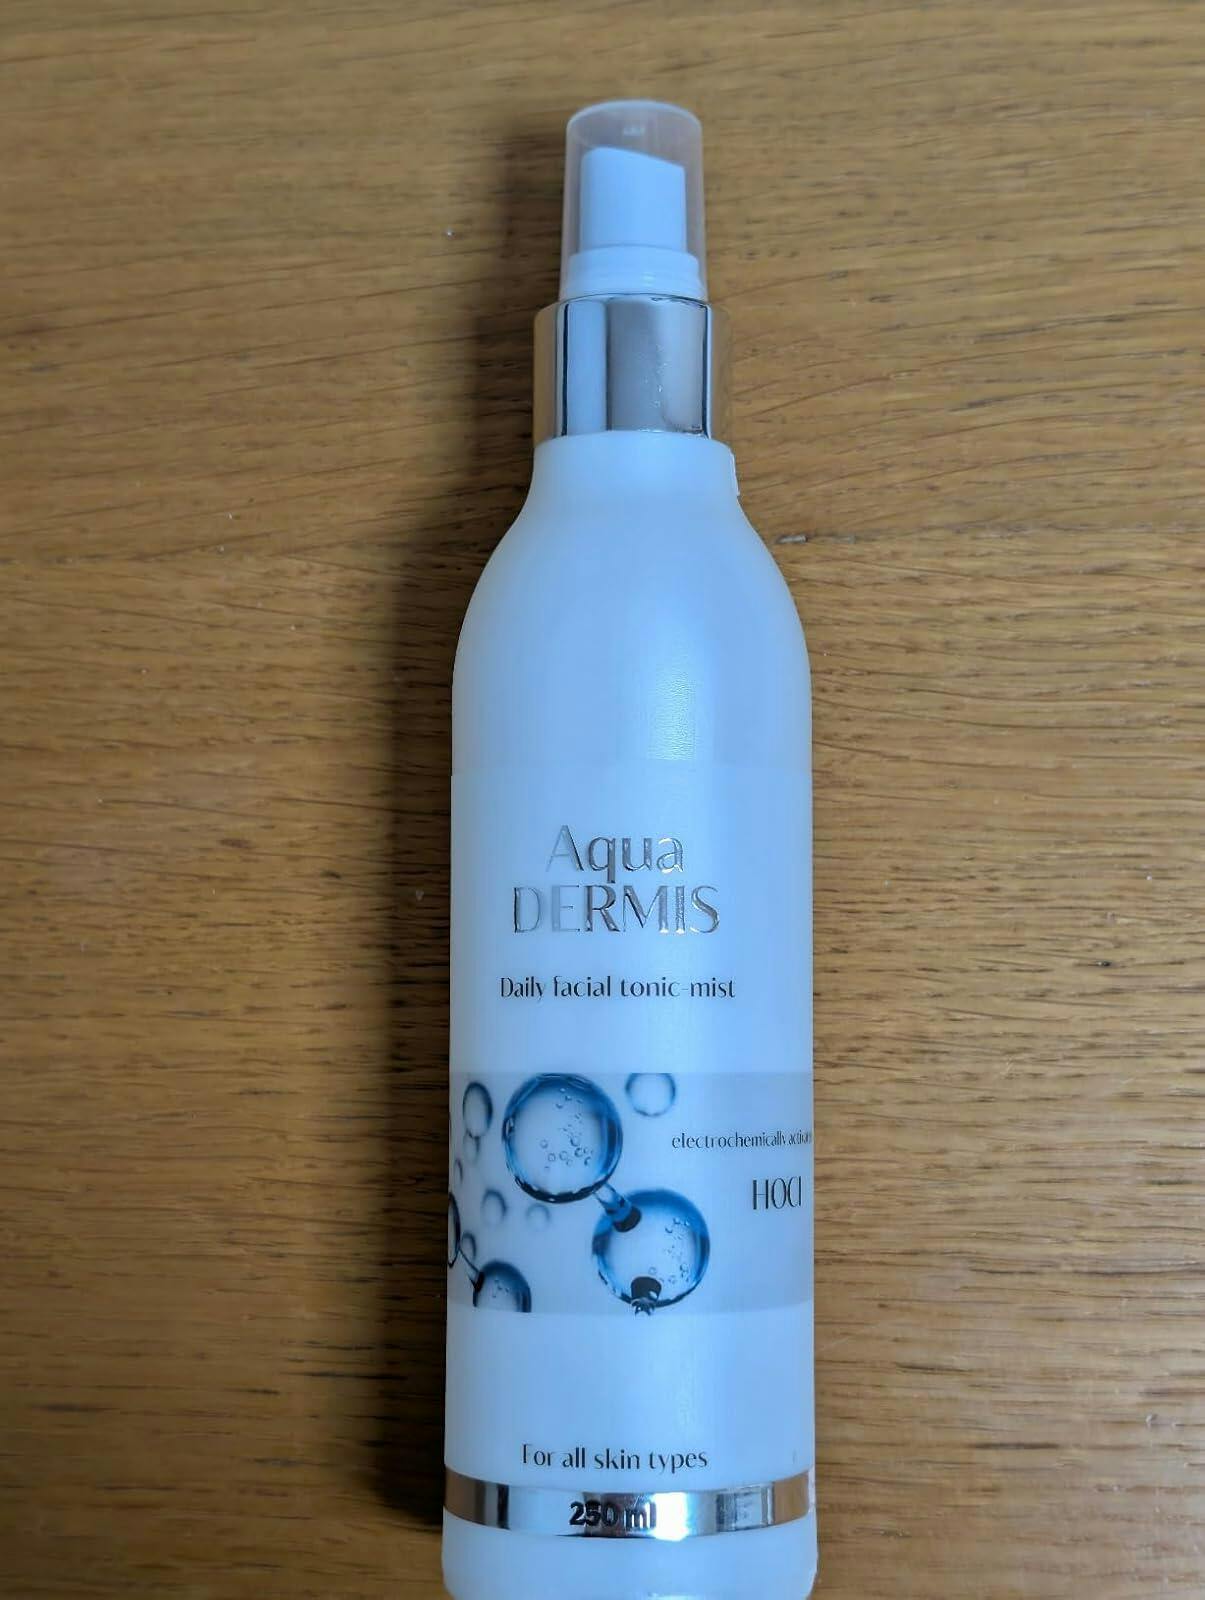 Aqua
DERMIS
Daily facial tonic-mist
electrochemically
HOCl
For all skin types
250 ml